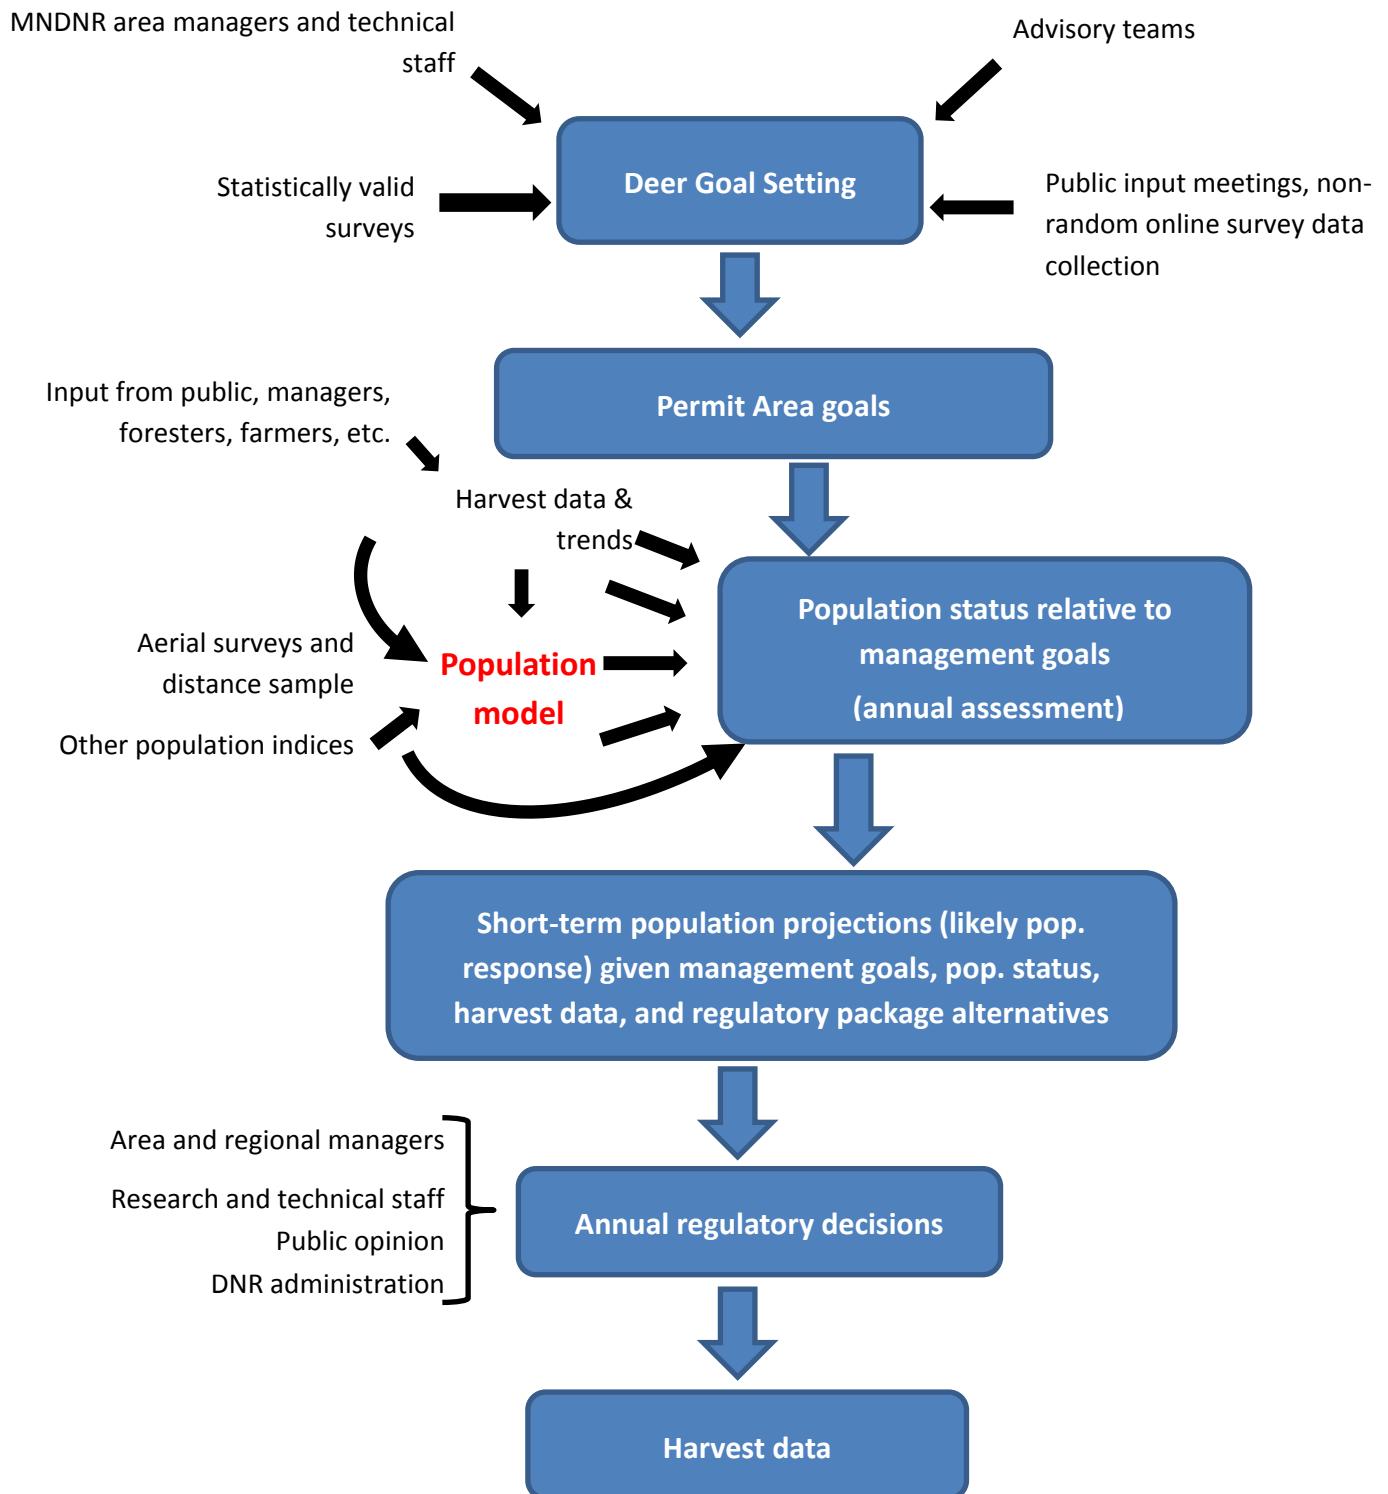 MNDNR area managers and technical
staff
Advisory teams
Deer Goal Setting
Statistically valid
surveys
Public input meetings, non-
random online survey data
collection
Permit Area goals
Input from public, managers,
foresters, farmers, etc.
Harvest data &
trends
Population status relative to
management goals
(annual assessment)
Aerial surveys and
distance sample
Population
model
Other population indices
Short-term population projections (likely pop.
response) given management goals, pop. status,
harvest data, and regulatory package alternatives
Area and regional managers
Research and technical staff
Public opinion
DNR administration
Annual regulatory decisions
Harvest data